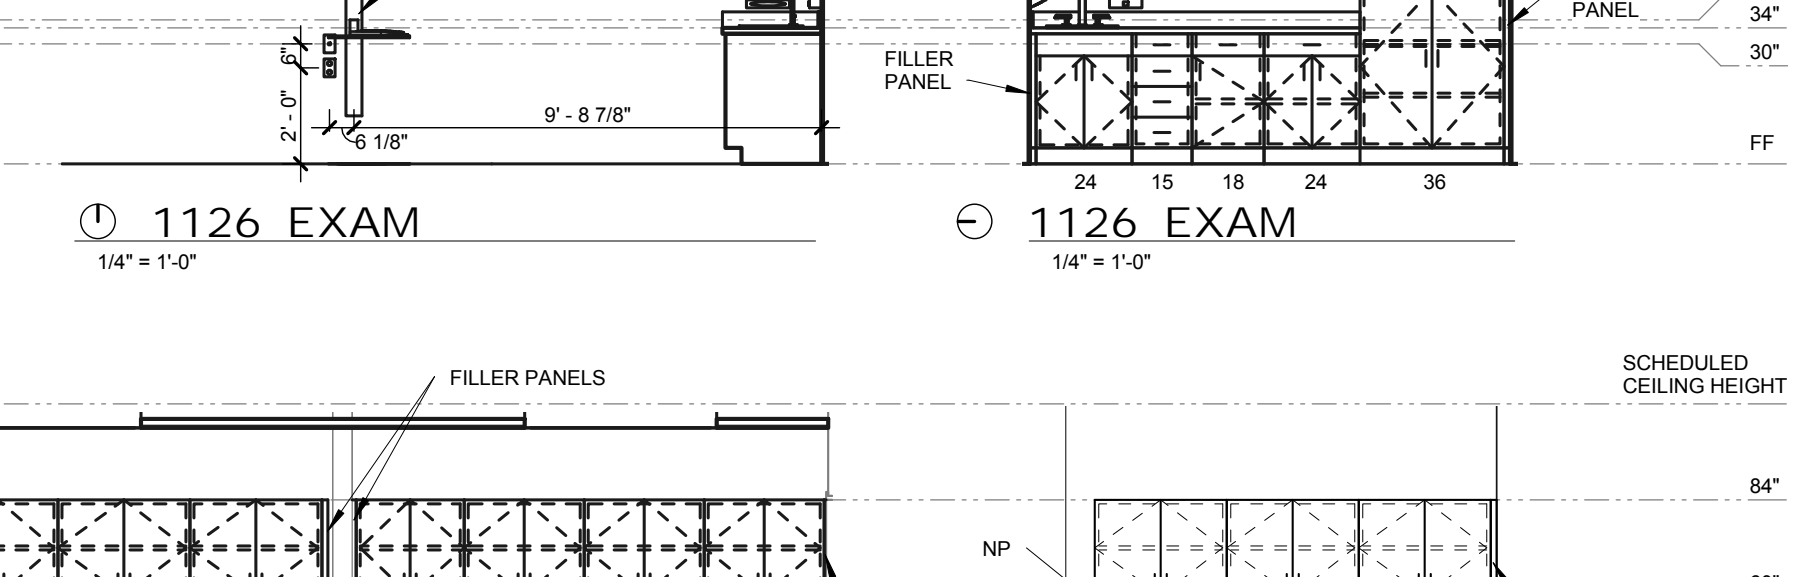 PANEL
34"
30"
6"
FILLER
PANEL
2' - 0"
9' - 8 7/8"
6 1/8"
FF
24
15
18
24
36
1126 EXAM
1/4" = 1'-0"
1126 EXAM
1/4" = 1'-0"
FILLER PANELS
SCHEDULED
CEILING HEIGHT
84"
NP